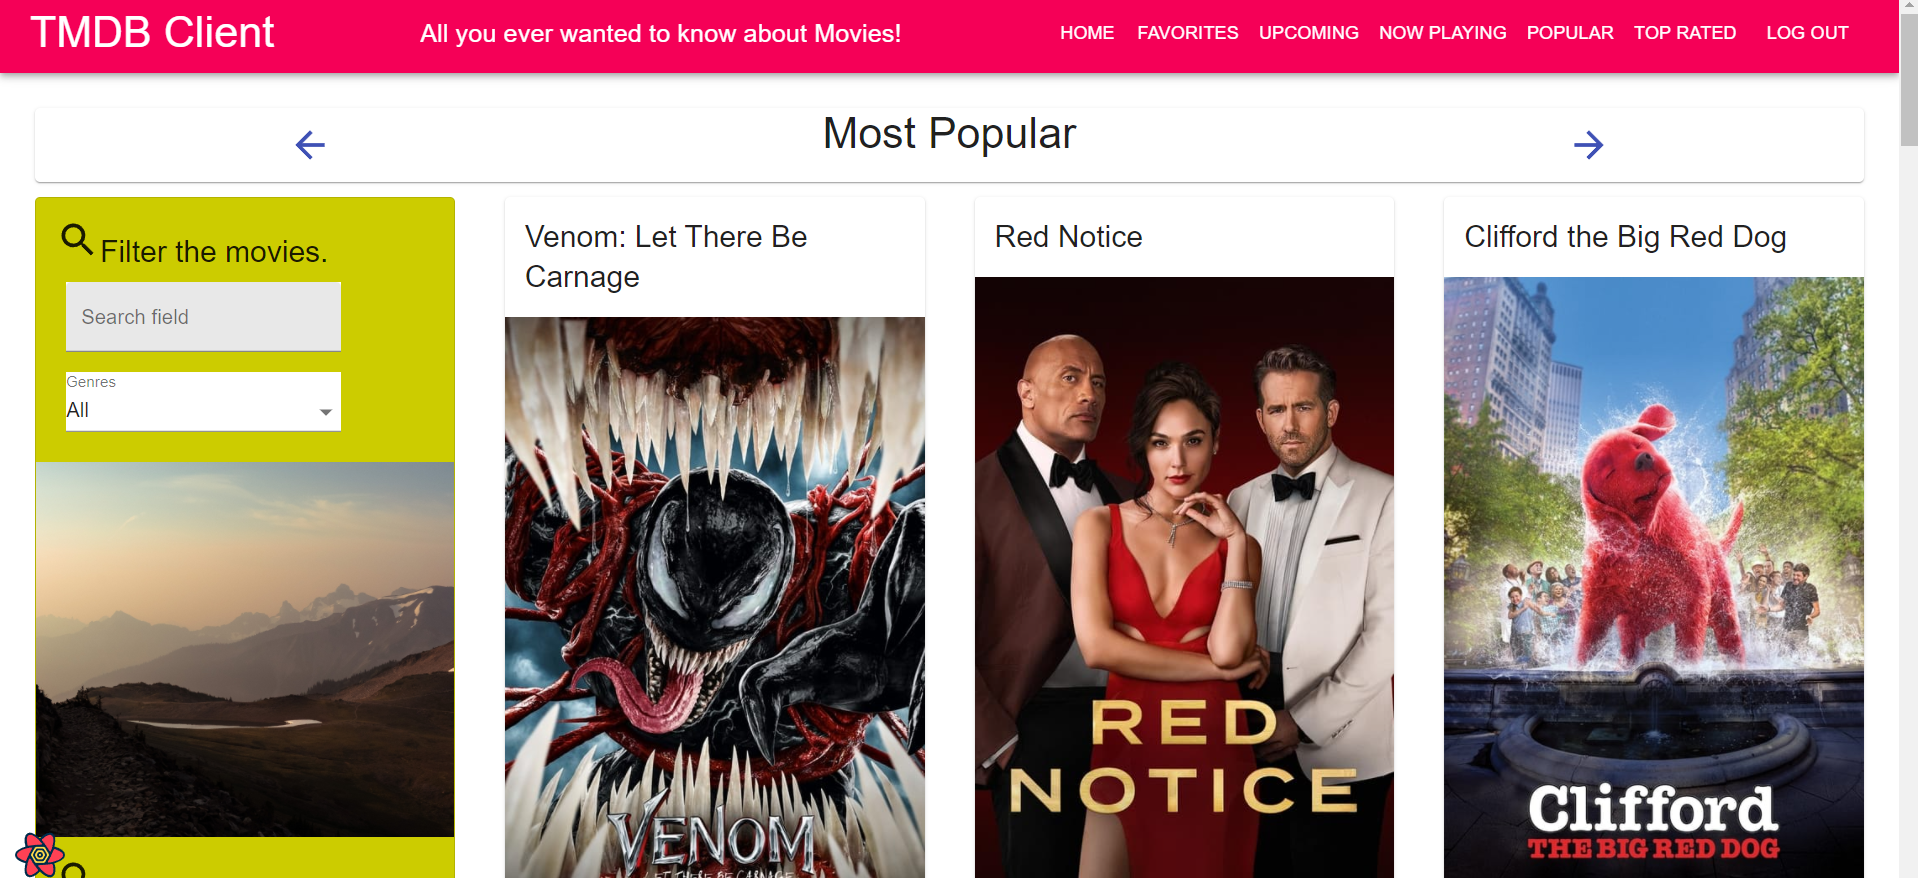 TMDB Client
All you ever wanted to know about Movies!
HOME FAVORITES UPCOMING NOW PLAYING POPULAR TOP RATED LOG OUT
Most Popular
Filter the movies.
Search field
Genres
All
Venom: Let There Be
Carnage
VENOM
LET THERE BE CARNAGE
Red Notice
RED
NOTICE
Clifford the Big Red Dog
Clifford
THE BIG RED DOG